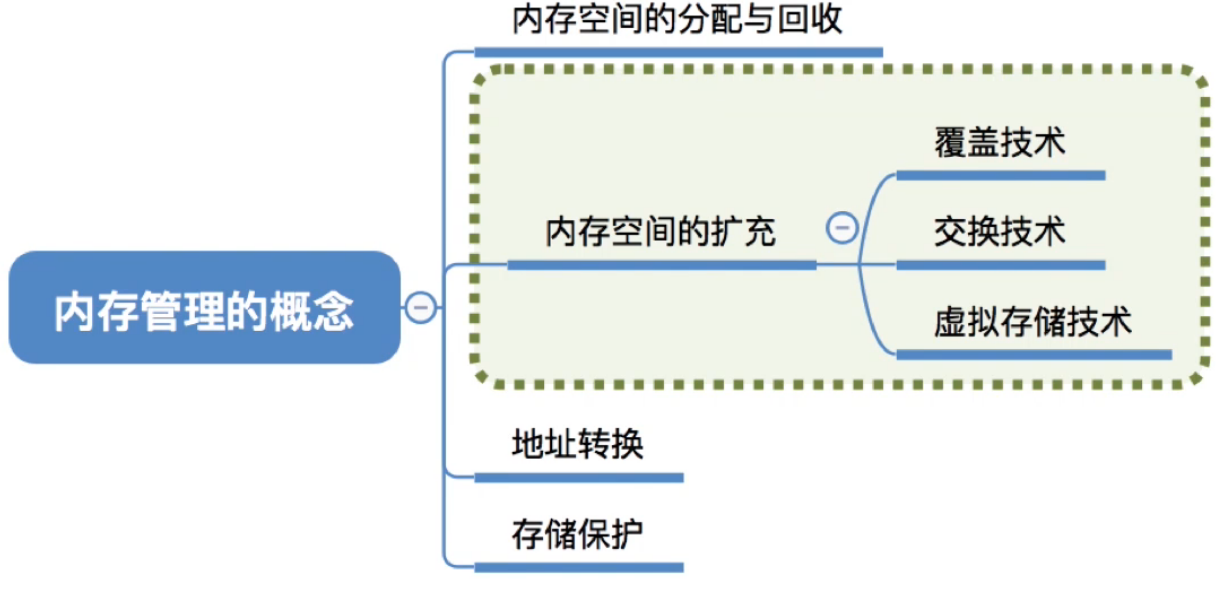 内存空间的分配与回收
覆盖技术
内存空间的扩充
交换技术
内存管理的概念
虚拟存储技术
地址转换
存储保护